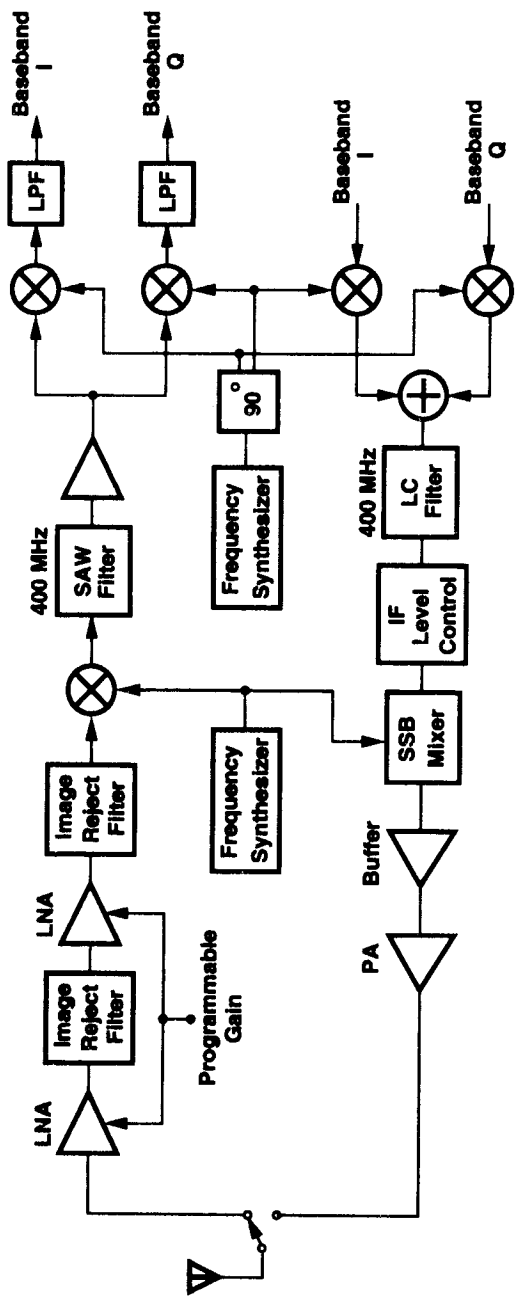 LNA
Image
Reject
Filter
LNA
Image
Reject
Filter
Programmable
Gain
400 MHz
SAW
Filter
LPF
Baseband
I
LPF
Baseband
Q
Frequency
Synthesizer
Frequency
Synthesizer
90°
PA
Buffer
SSB
Mixer
IF
Level
Control
400 MHz
LC
Filter
Baseband
I
Baseband
Q